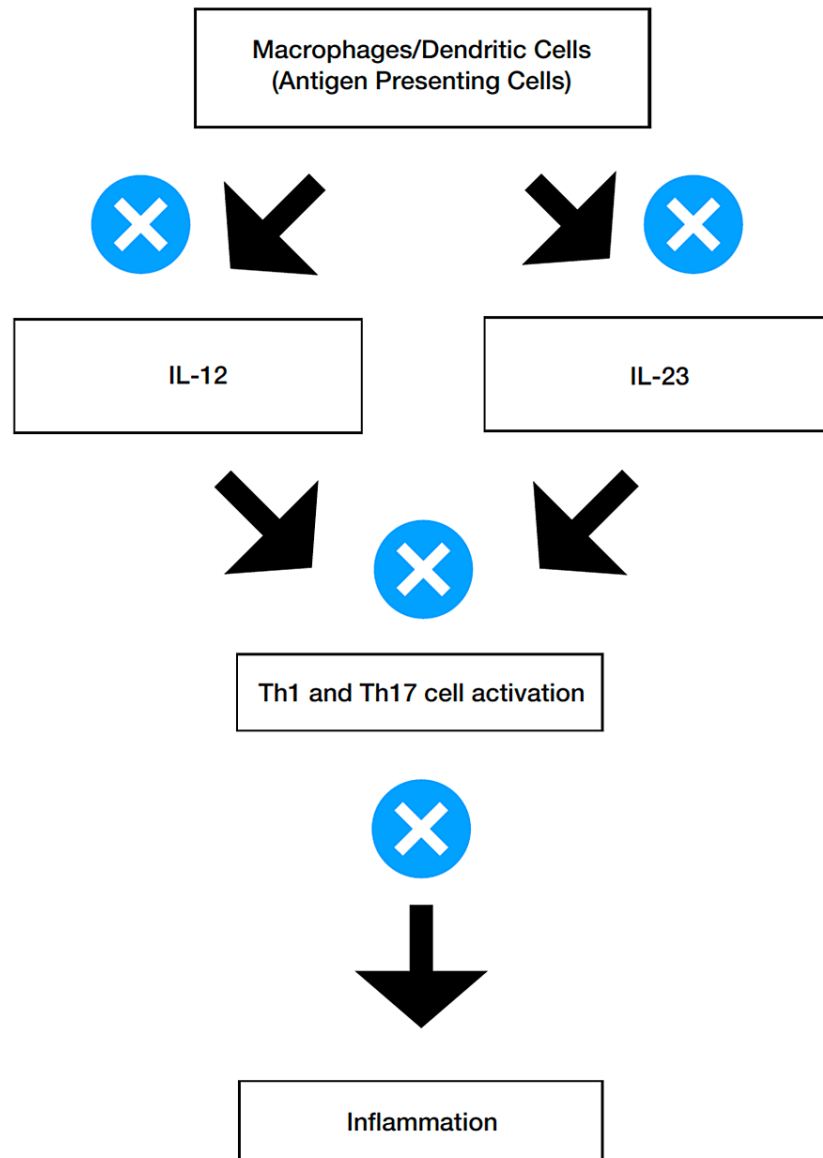 Macrophages/Dendritic Cells
(Antigen Presenting Cells)
IL-12
IL-23
Th1 and Th17 cell activation
Inflammation